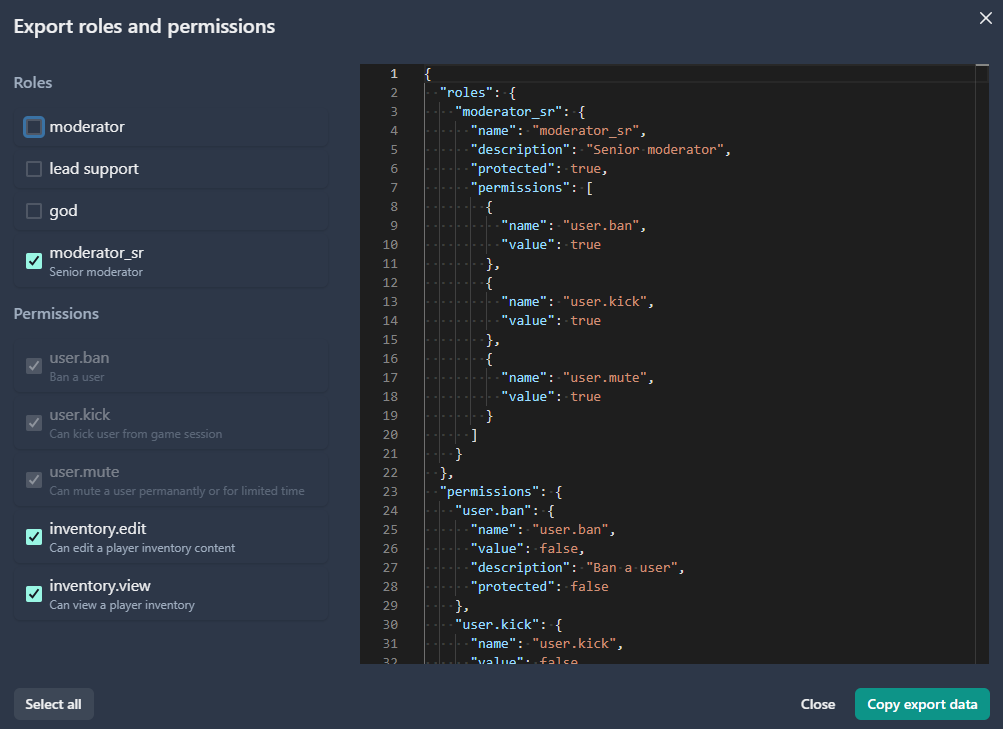 Export roles and permissions
Roles
moderator
lead support
god
moderator_sr
Senior moderator
Permissions
user.ban
Ban a user
user.kick
Can kick user from game session
user.mute
Can mute a user permanantly or for limited time
inventory.edit
Can edit a player inventory content
inventory.view
Can view a player inventory
1 {
2 "roles": {
3 "moderator_sr": {
4 "name": "moderator_sr",
5 "description": "Senior moderator",
6 "protected": true,
7 "permissions": [
8 {
9 "name": "user.ban",
10 "value": true
11 },
12 {
13 "name": "user.kick",
14 "value": true
15 },
16 {
17 "name": "user.mute",
18 "value": true
19 }
20 ]
21 }
22 },
23 "permissions": {
24 "user.ban": {
25 "name": "user.ban",
26 "value": false,
27 "description": "Ban a user",
28 "protected": false
29 },
30 "user.kick": {
31 "name": "user.kick",
32 "value": false
Select all
Close
Copy export data